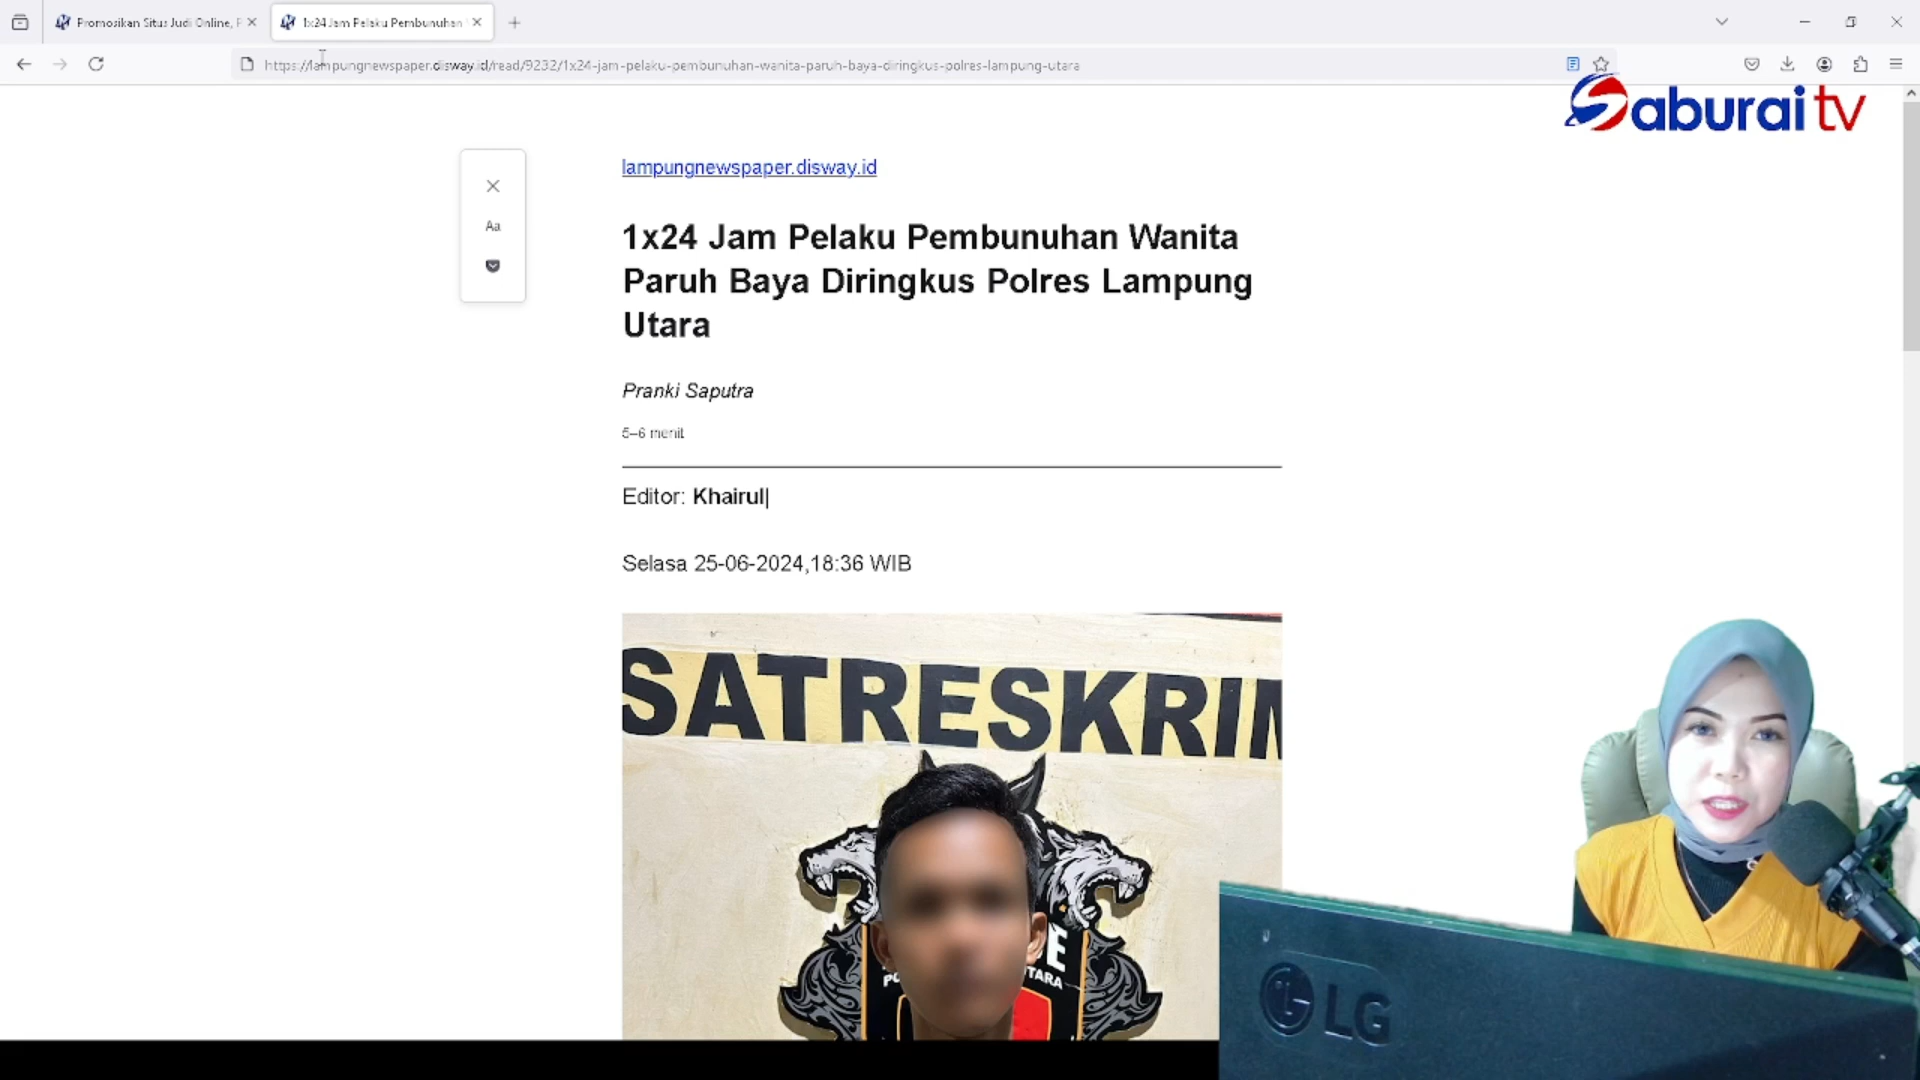 Promosikan Situs Judi Online, P
1x24 Jam Pelaku Pembunuhan
https://lampungnewspaper.disway.id/read/9232/1x24-jam-pelaku-pembunuhan-wanita-paruh-baya-diringkus-polres-lampung-utara
Saburai tv
lampungnewspaper.disway.id
Aa
1x24 Jam Pelaku Pembunuhan Wanita
Paruh Baya Diringkus Polres Lampung
Utara
Pranki Saputra
5–6 menit
Editor: Khairul|
Selasa 25-06-2024,18:36 WIB
SATRESKRIM
TARA
LG